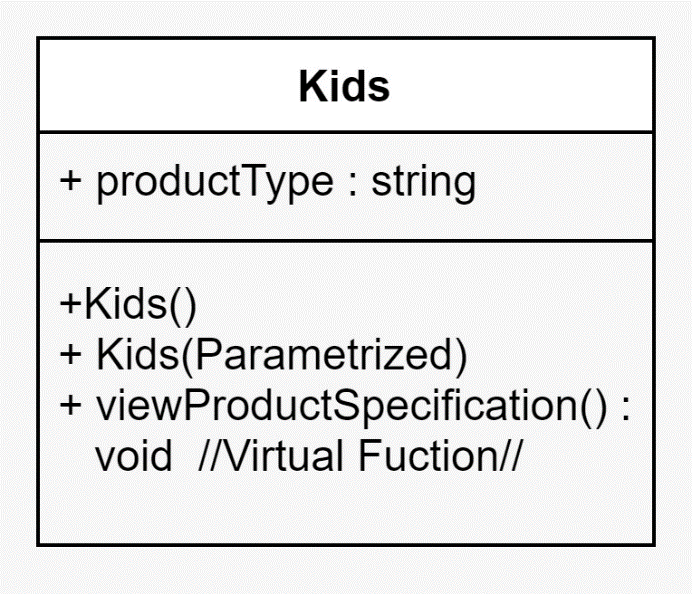 Kids
+ productType : string
+Kids()
+ Kids(Parametrized)
+ viewProductSpecification() :
void //Virtual Fuction//